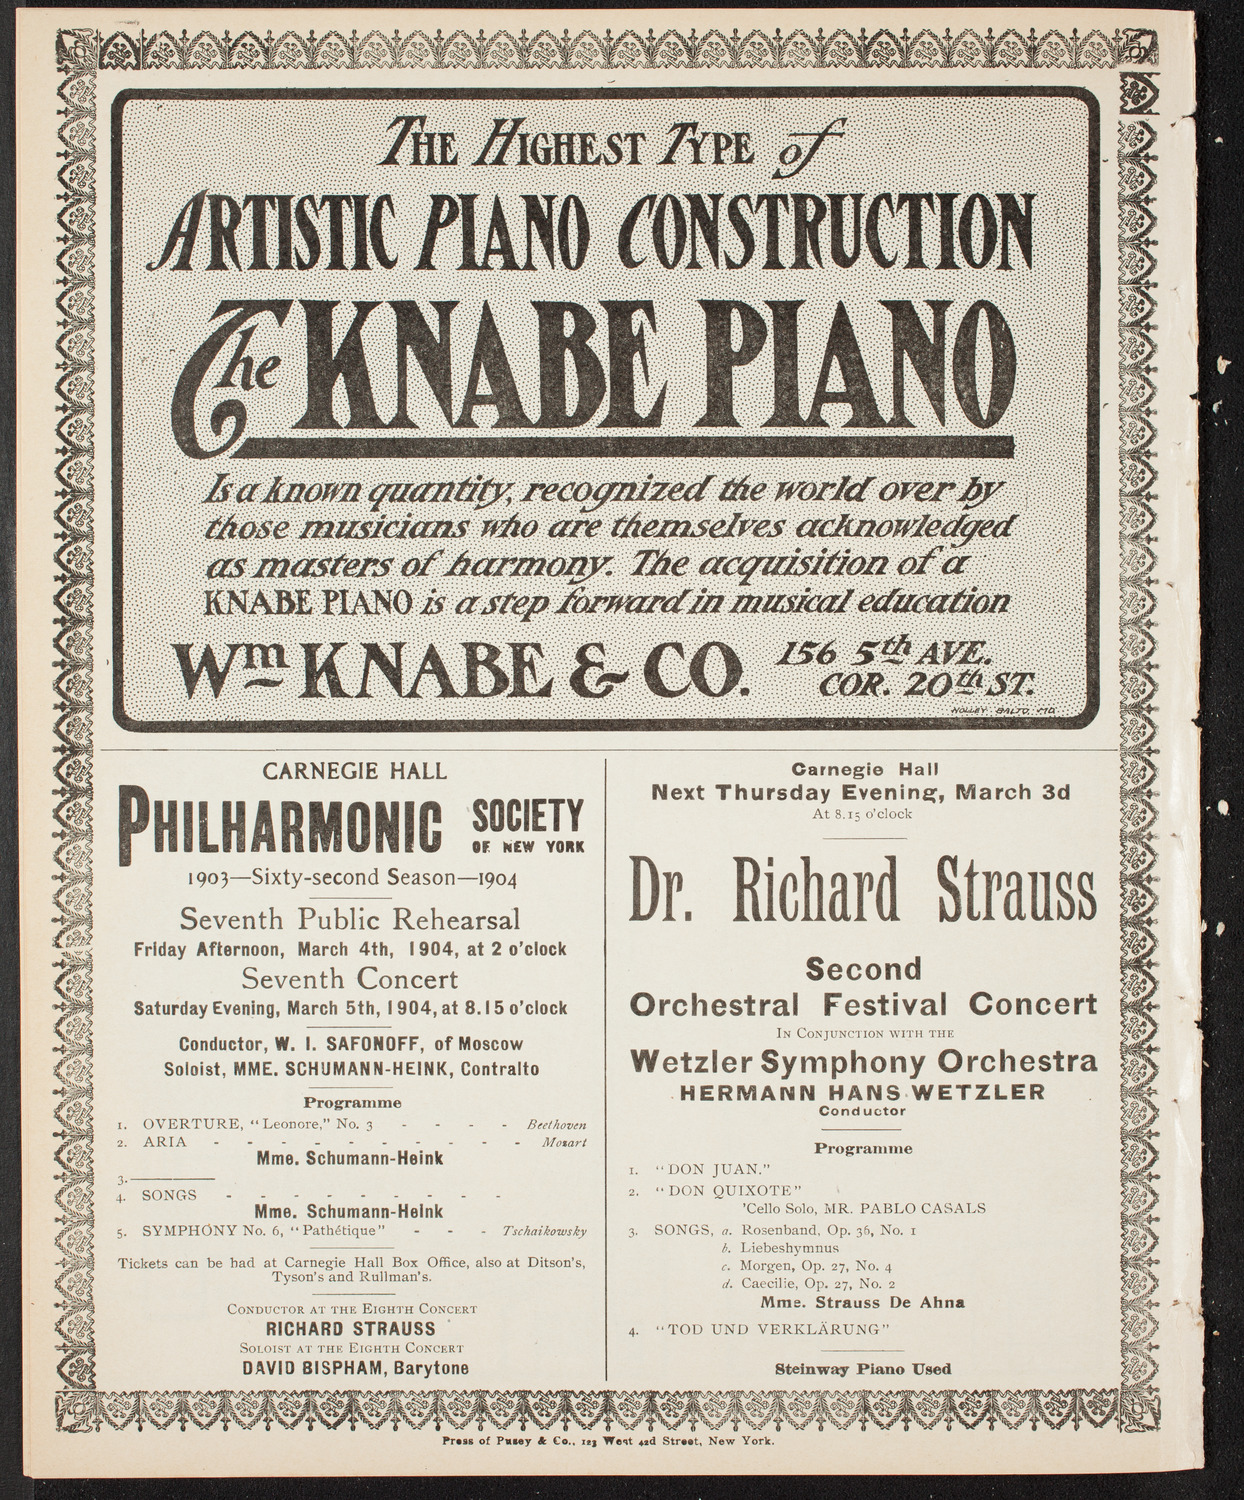 THE HIGHEST TYPE of
ARTISTIC PIANO CONSTRUCTION
The KNABE PIANO
Is a known quantity, recognized the world over by
those musicians who are themselves acknowledged
as masters of harmony. The acquisition of a
KNABE PIANO is a step forward in musical education
Wm KNABE & CO. 156 5th AVE.
COR. 20th ST.
HOLLEY BALTO. MD.
CARNEGIE HALL
PHILHARMONIC SOCIETY
OF NEW YORK
1903—Sixty-second Season—1904
Seventh Public Rehearsal
Friday Afternoon, March 4th, 1904, at 2 o'clock
Seventh Concert
Saturday Evening, March 5th, 1904, at 8.15 o'clock
Conductor, W. I. SAFONOFF, of Moscow
Soloist, MME. SCHUMANN-HEINK, Contralto
Programme
1. OVERTURE, "Leonore," No. 3 - - - - Beethoven
2. ARIA - - - - - - - - - - - Mozart
Mme. Schumann-Heink
3. ————
4. SONGS - - - - - - - - -
Mme. Schumann-Heink
5. SYMPHONY No. 6, "Pathétique" - - - Tschaikowsky
Tickets can be had at Carnegie Hall Box Office, also at Ditson's,
Tyson's and Rullman's.
CONDUCTOR AT THE EIGHTH CONCERT
RICHARD STRAUSS
SOLOIST AT THE EIGHTH CONCERT
DAVID BISPHAM, Barytone
Carnegie Hall
Next Thursday Evening, March 3d
At 8.15 o'clock
Dr. Richard Strauss
Second
Orchestral Festival Concert
IN CONJUNCTION WITH THE
Wetzler Symphony Orchestra
HERMANN HANS WETZLER
Conductor
Programme
1. "DON JUAN."
2. "DON QUIXOTE"
'Cello Solo, MR. PABLO CASALS
3. SONGS, a. Rosenband, Op. 36, No. 1
b. Liebeshymnus
c. Morgen, Op. 27, No. 4
d. Caecilie, Op. 27, No. 2
Mme. Strauss De Ahna
4. "TOD UND VERKLÄRUNG"
Steinway Piano Used
Press of Pusey & Co., 123 West 42d Street, New York.